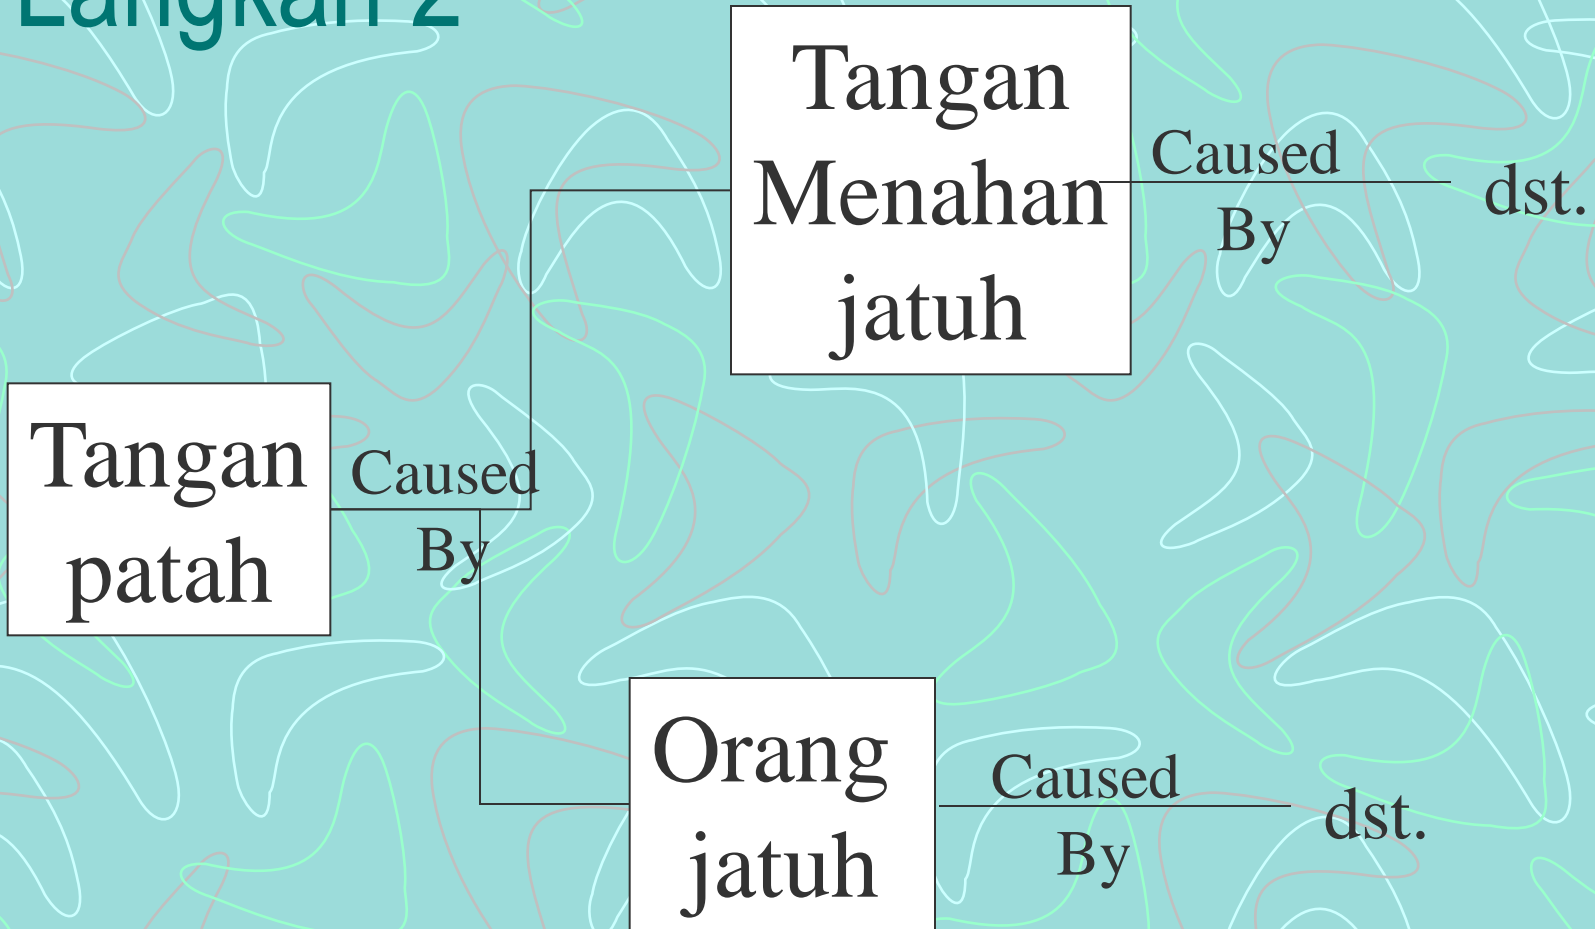 Langkah 2
Tangan
Menahan
jatuh
Caused
By
dst.
Tangan
patah
Caused
By
Orang
jatuh
Caused
By
dst.